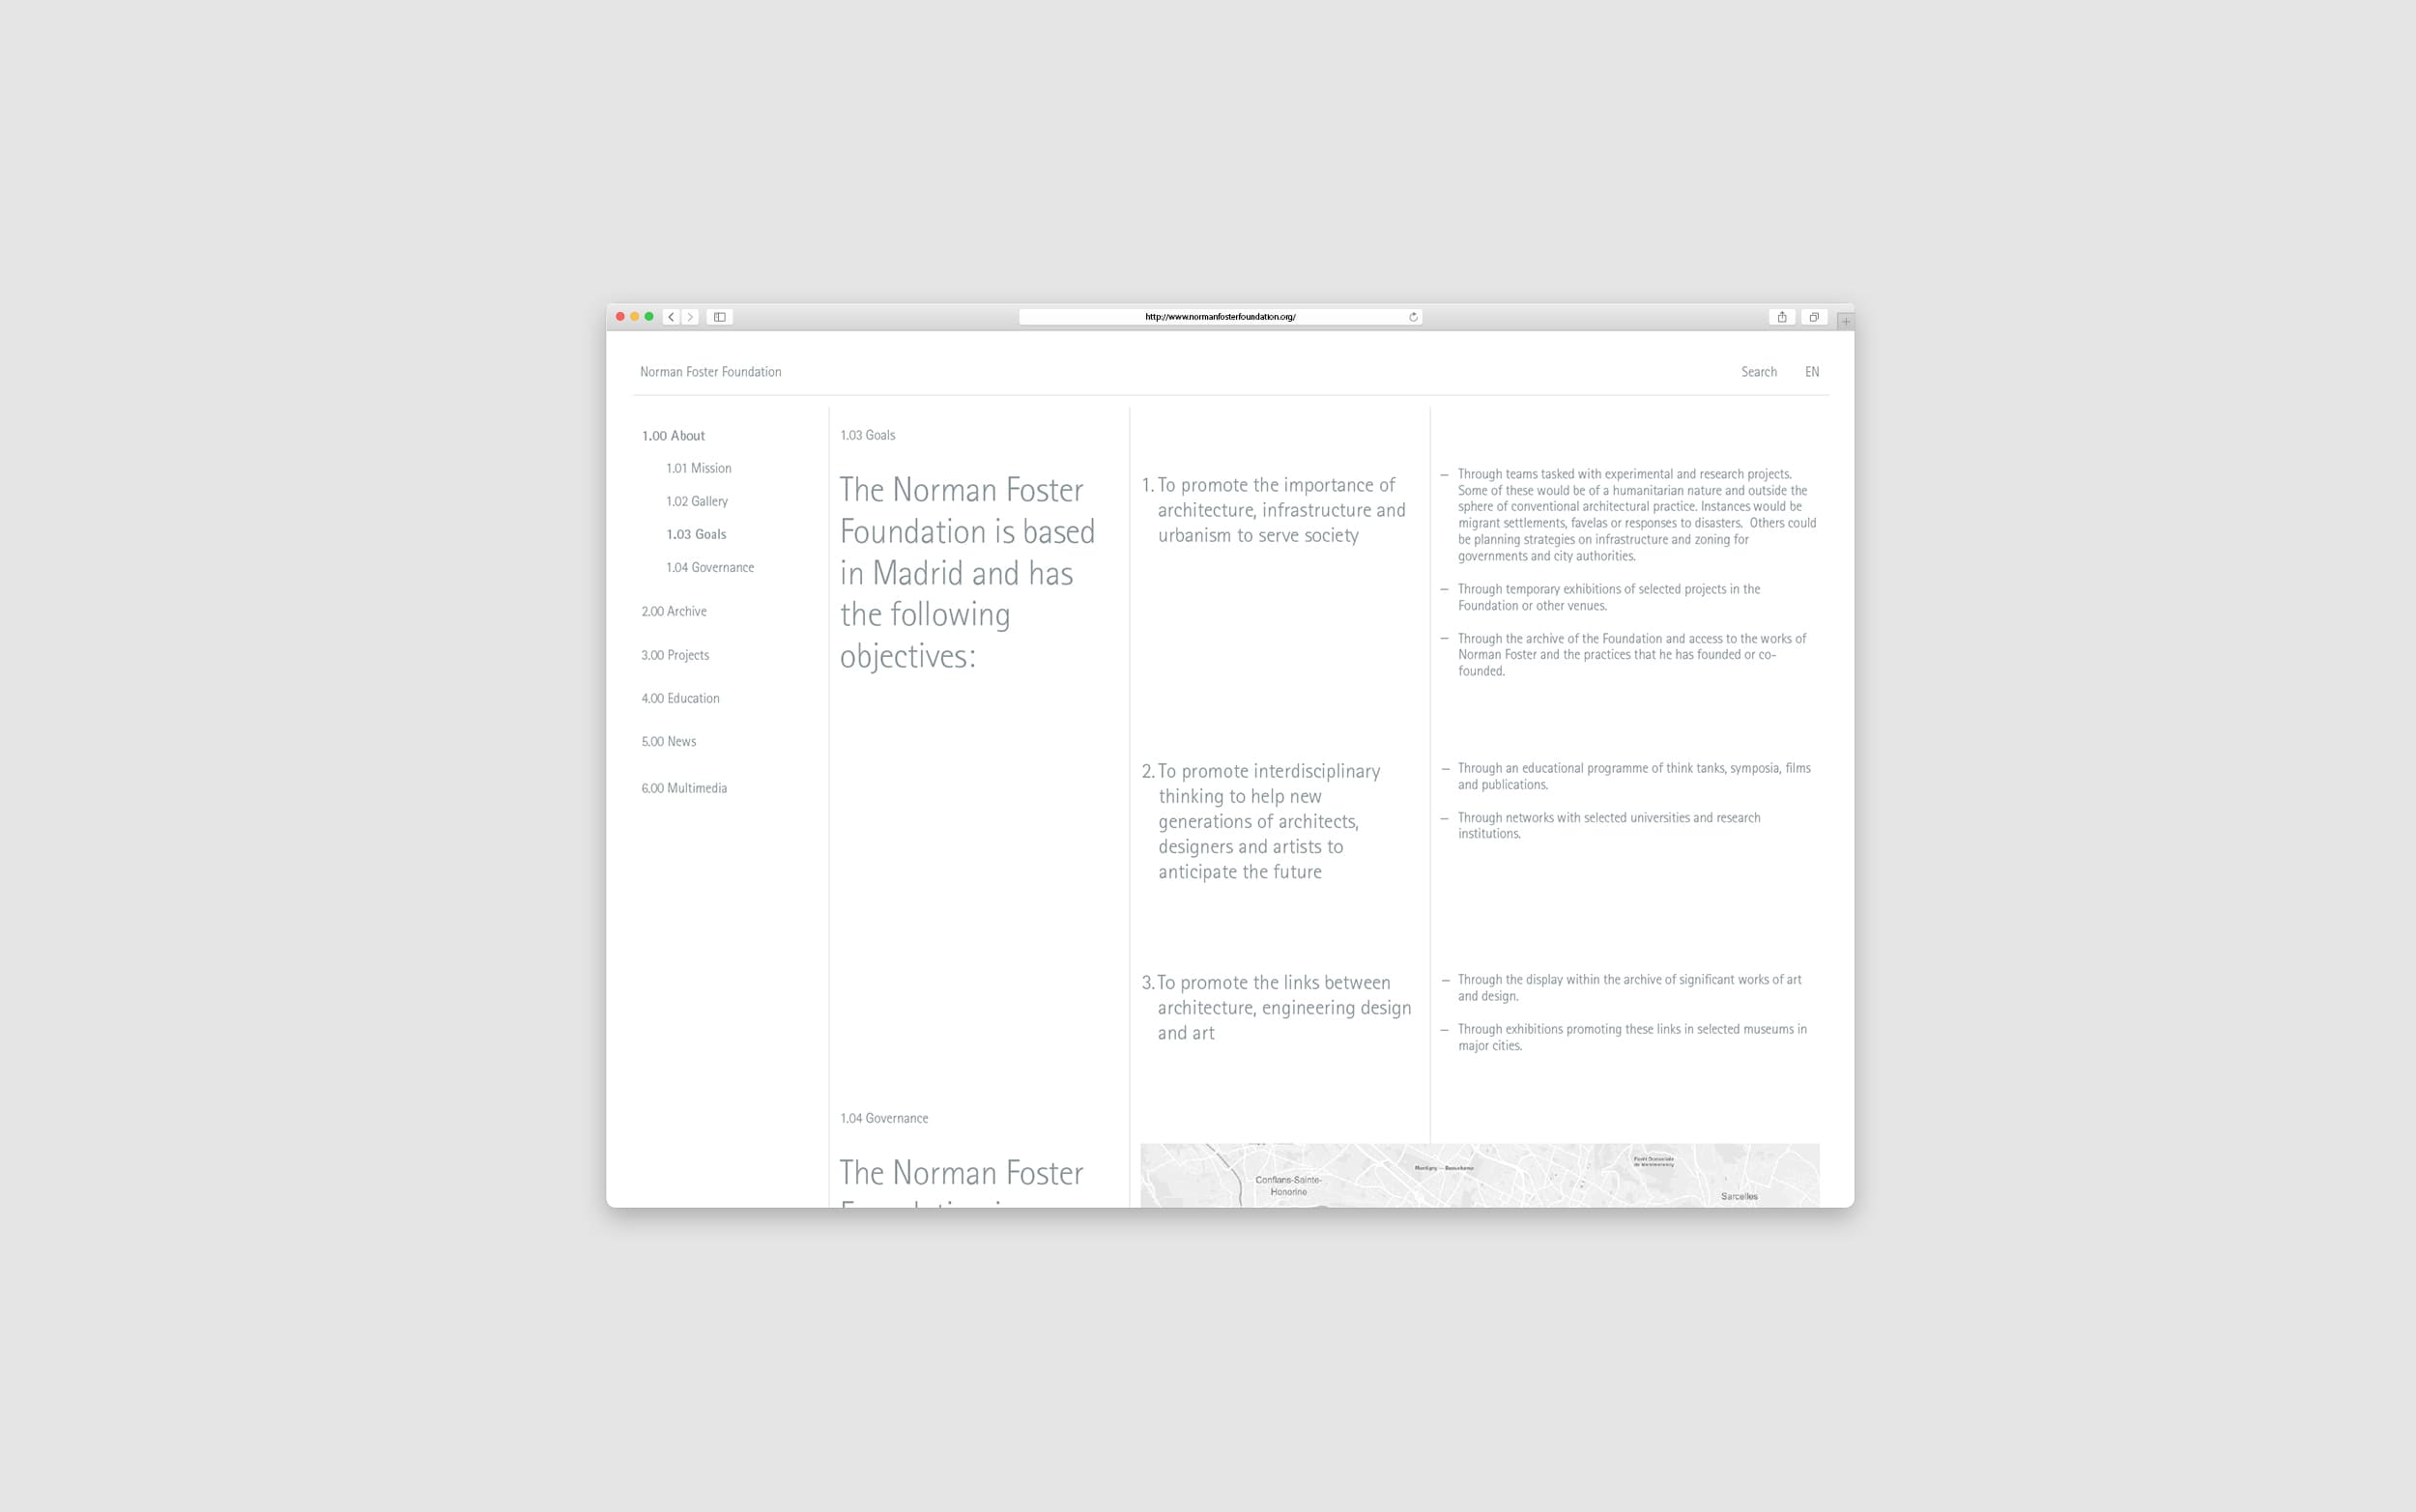 http://www.normanfosterfoundation.org/
Norman Foster Foundation
Search
EN
1.00 About
1.01 Mission
1.02 Gallery
1.03 Goals
1.04 Governance
2.00 Archive
3.00 Projects
4.00 Education
5.00 News
6.00 Multimedia
1.03 Goals
The Norman Foster
Foundation is based
in Madrid and has
the following
objectives:
1. To promote the importance of
architecture, infrastructure and
urbanism to serve society
— Through teams tasked with experimental and research projects.
Some of these would be of a humanitarian nature and outside the
sphere of conventional architectural practice. Instances would be
migrant settlements, favelas or responses to disasters.  Others could
be planning strategies on infrastructure and zoning for
governments and city authorities.
— Through temporary exhibitions of selected projects in the
Foundation or other venues.
— Through the archive of the Foundation and access to the works of
Norman Foster and the practices that he has founded or co-
founded.
2. To promote interdisciplinary
thinking to help new
generations of architects,
designers and artists to
anticipate the future
— Through an educational programme of think tanks, symposia, films
and publications.
— Through networks with selected universities and research
institutions.
3. To promote the links between
architecture, engineering design
and art
— Through the display within the archive of significant works of art
and design.
— Through exhibitions promoting these links in selected museums in
major cities.
1.04 Governance
The Norman Foster
Conflans-Sainte-
Honorine
Sarcelles